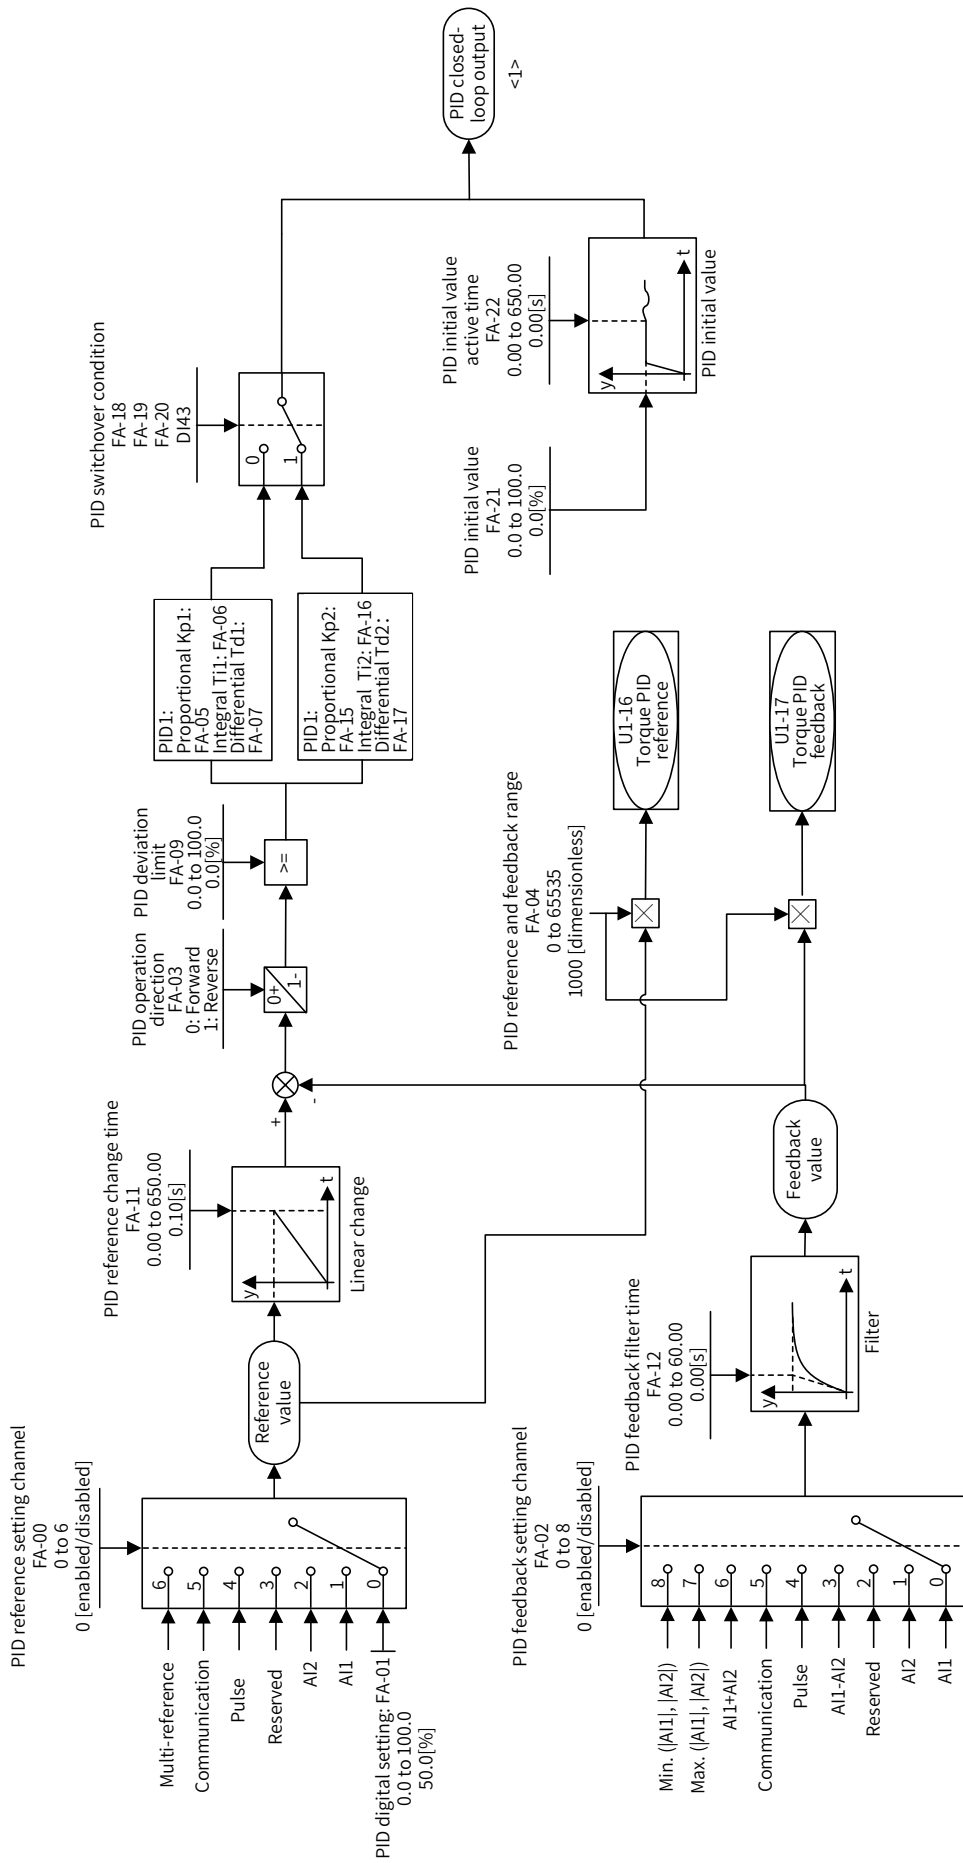 PID reference setting channel
FA-00
0 to 6
0 [enabled/disabled]
Multi-reference
6
Communication
5
Pulse
4
Reserved
3
AI2
2
AI1
1
PID digital setting: FA-01
0.0 to 100.0
50.0[%]
0
Reference
value
PID reference change time
FA-11
0.00 to 650.00
0.10[s]
y
t
Linear change
+
-
PID operation
direction
FA-03
0: Forward
1: Reverse
0+
1-
PID deviation
limit
FA-09
0.0 to 100.0
0.0[%]
>=
PID1:
Proportional Kp1:
FA-05
Integral Ti1: FA-06
Differential Td1:
FA-07
PID1:
Proportional Kp2:
FA-15
Integral Ti2: FA-16
Differential Td2:
FA-17
PID switchover condition
FA-18
FA-19
FA-20
DI43
0
1
PID closed-
loop output
<1>
PID initial value
FA-21
0.0 to 100.0
0.0[%]
PID initial value
active time
FA-22
0.00 to 650.00
0.00[s]
y
t
PID initial value
PID reference and feedback range
FA-04
0 to 65535
1000 [dimensionless]
U1-16
Torque PID
reference
U1-17
Torque PID
feedback
PID feedback setting channel
FA-02
0 to 8
0 [enabled/disabled]
Min. (|AI1|, |AI2|)
8
Max. (|AI1|, |AI2|)
7
AI1+AI2
6
Communication
5
Pulse
4
AI1-AI2
3
Reserved
2
AI2
1
AI1
0
PID feedback filter time
FA-12
0.00 to 60.00
0.00[s]
y
t
Filter
Feedback
value